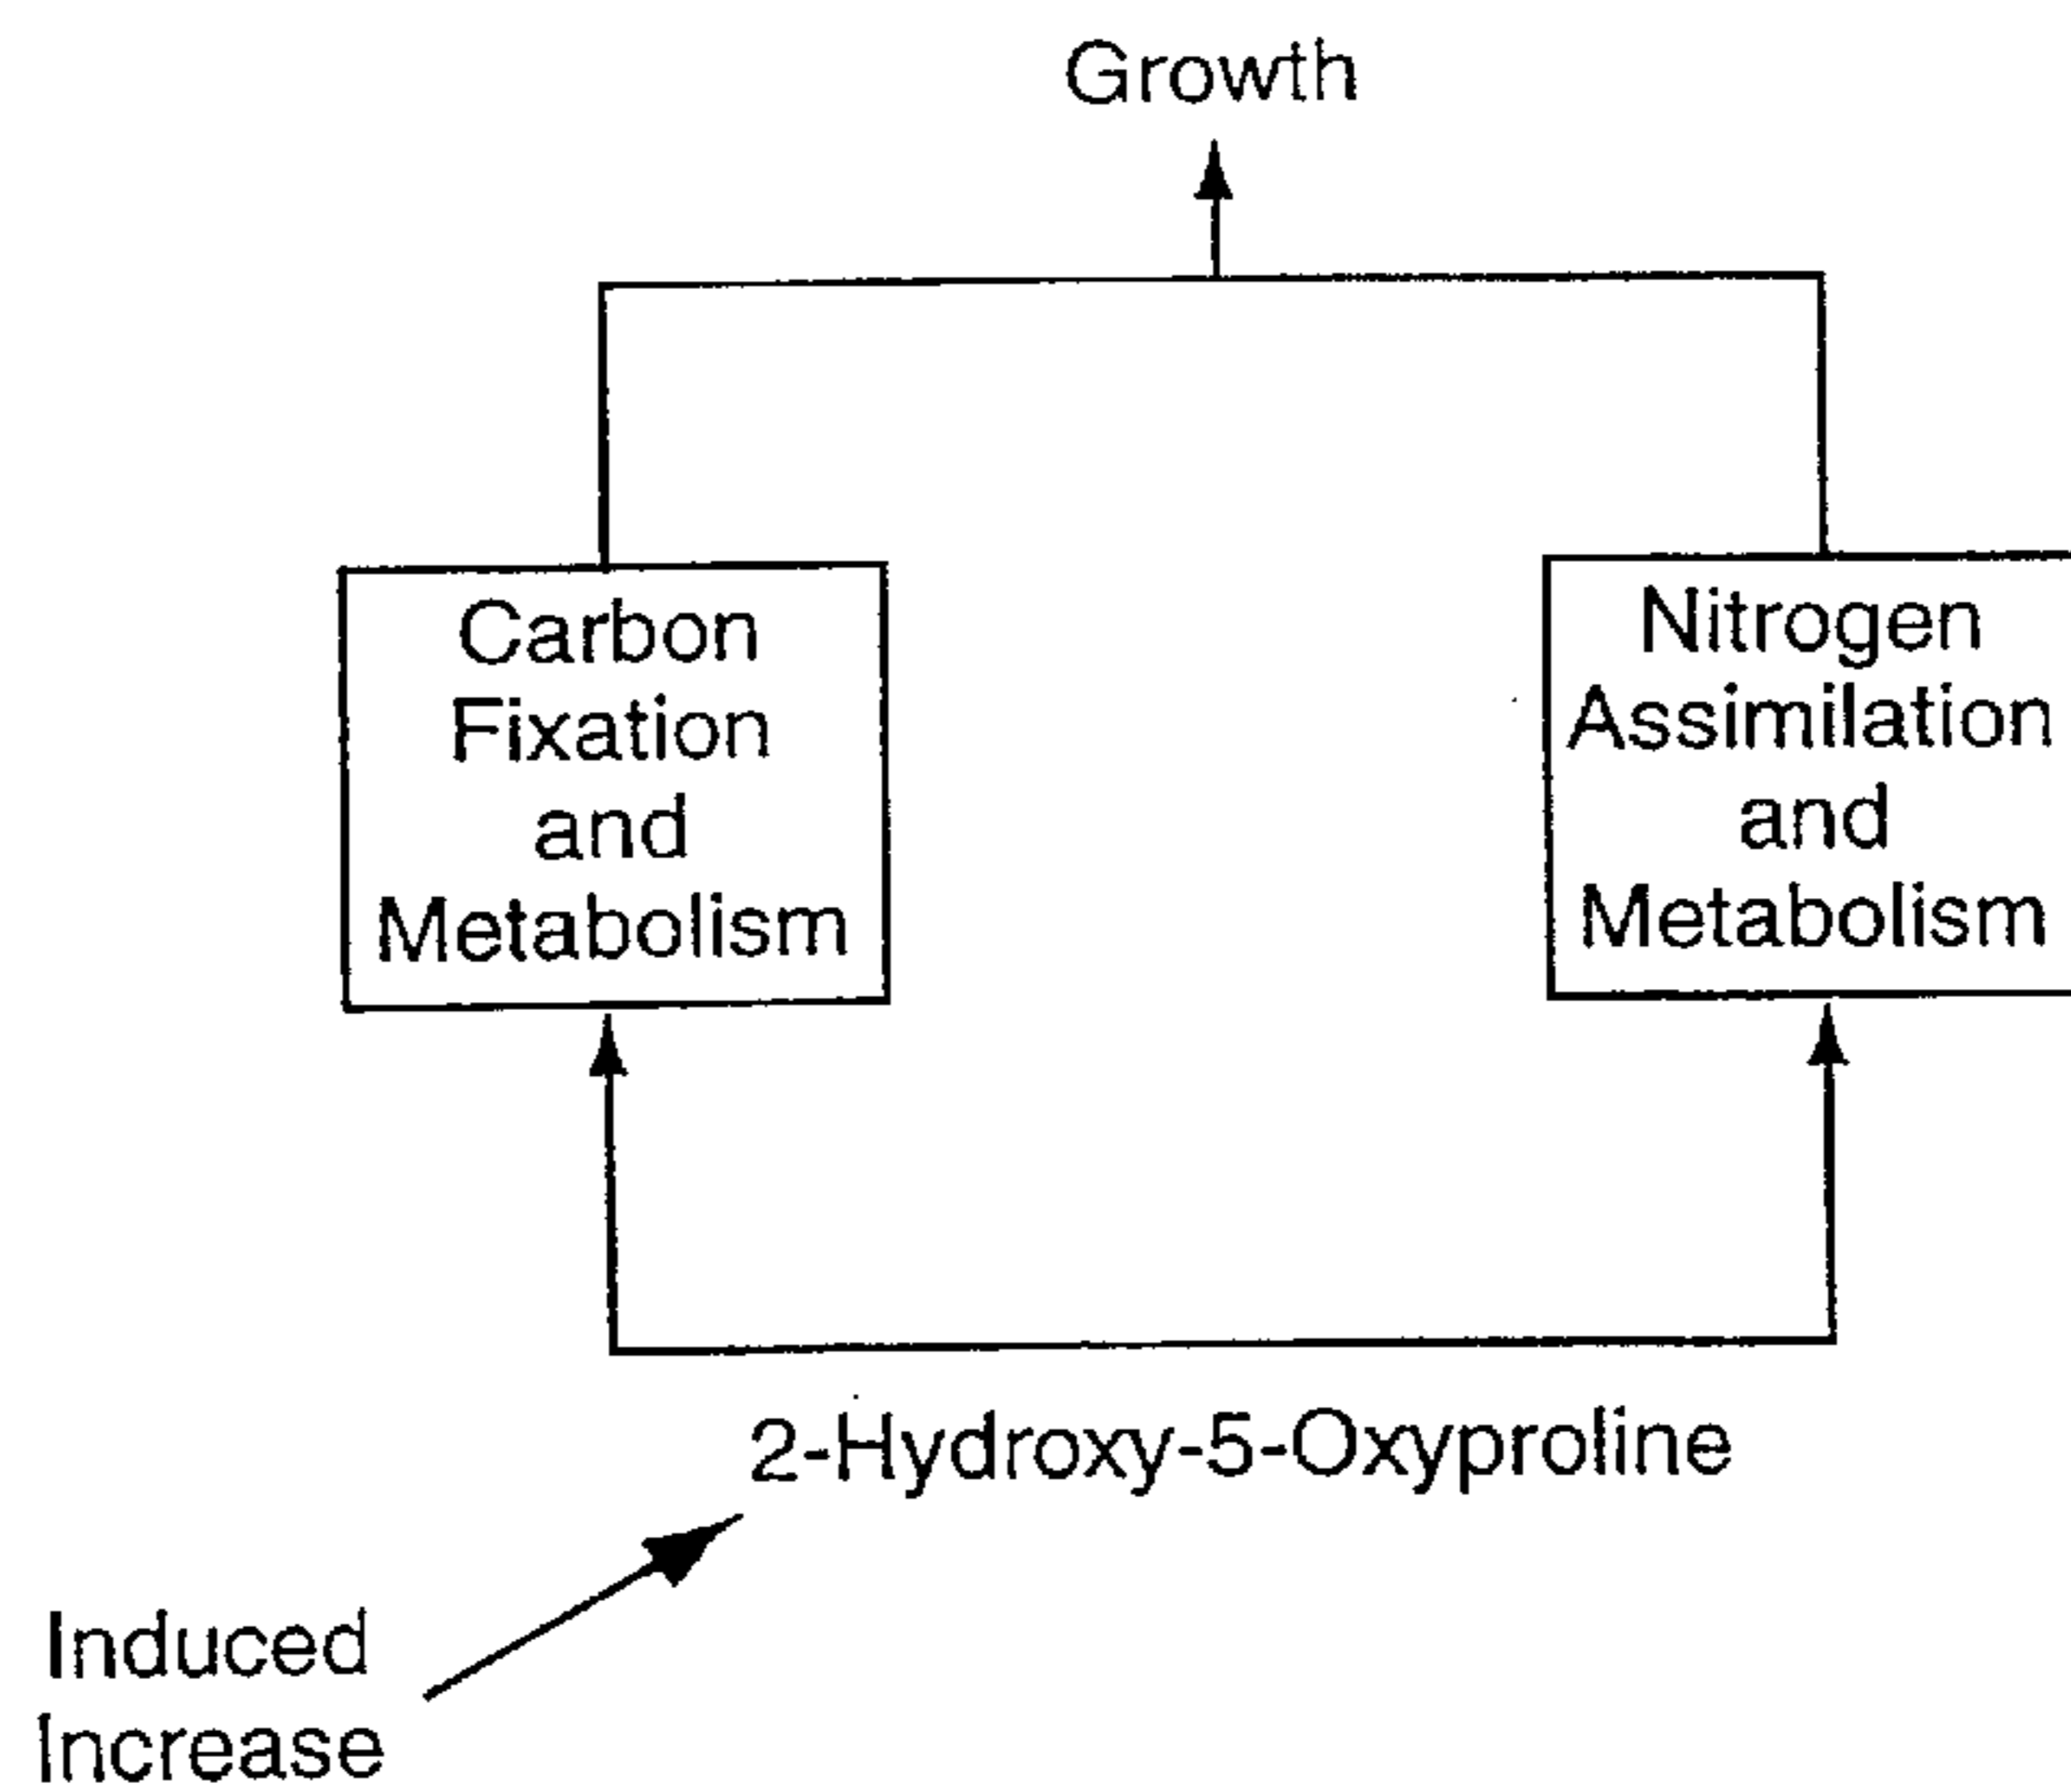 Growth
Carbon
Fixation
and
Metabolism
Nitrogen
Assimilation
and
Metabolism
2-Hydroxy-5-Oxyproline
Induced
Increase